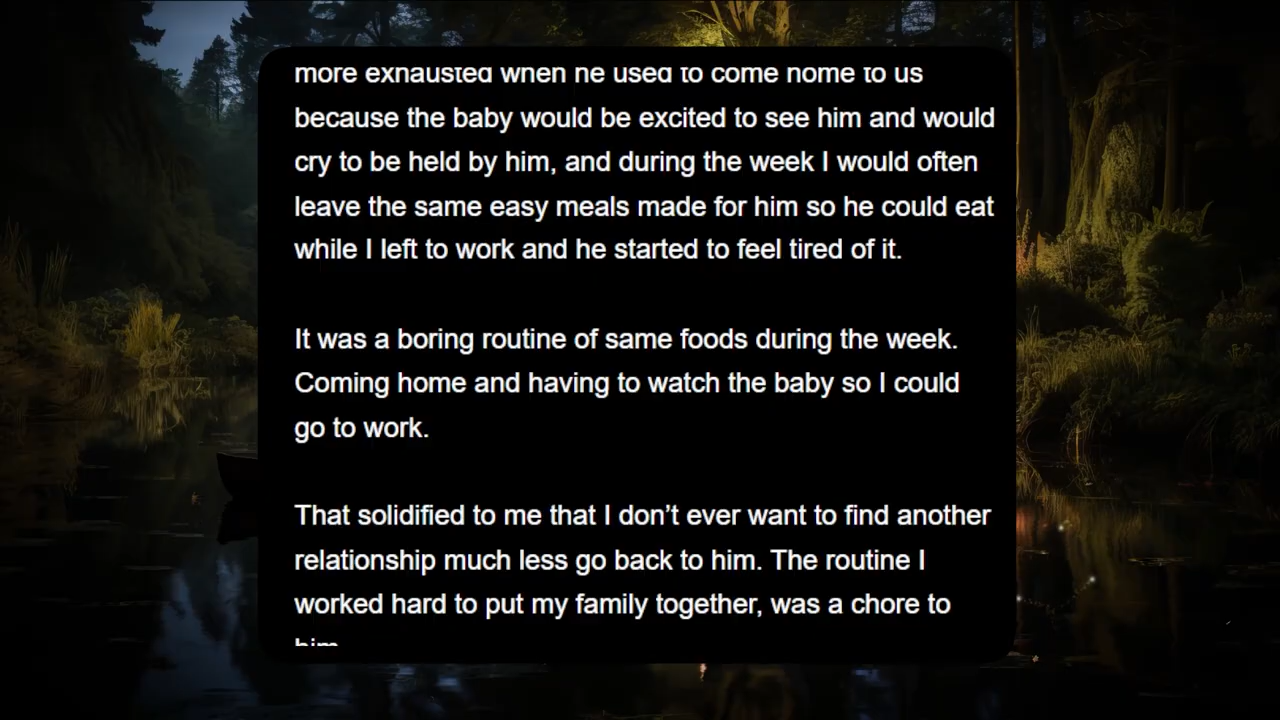 more exhausted when he used to come home to us
because the baby would be excited to see him and would
cry to be held by him, and during the week I would often
leave the same easy meals made for him so he could eat
while I left to work and he started to feel tired of it.
It was a boring routine of same foods during the week.
Coming home and having to watch the baby so I could
go to work.
That solidified to me that I don’t ever want to find another
relationship much less go back to him. The routine I
worked hard to put my family together, was a chore to
him.